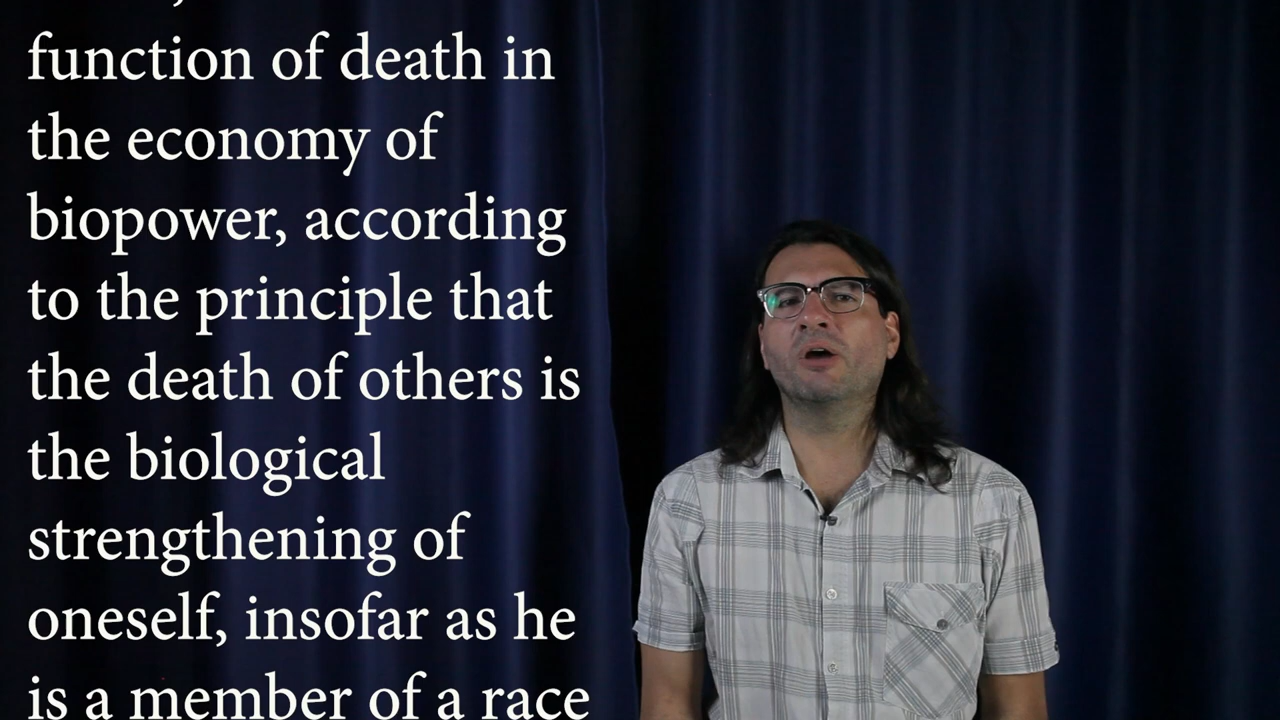 function of death in
the economy of
biopower, according
to the principle that
the death of others is
the biological
strengthening of
oneself, insofar as he
is a member of a race